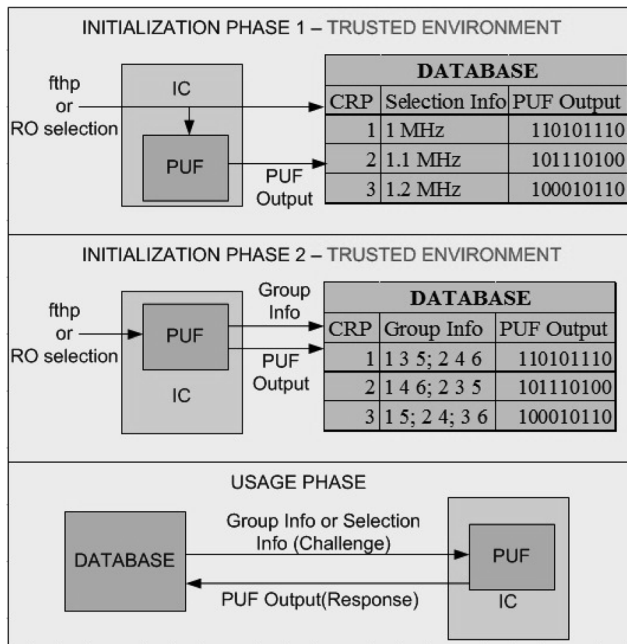 INITIALIZATION PHASE 1 – TRUSTED ENVIRONMENT
fthp
or
RO selection
IC
PUF
PUF
Output
DATABASE
CRP Selection Info PUF Output
1 1 MHz 110101110
2 1.1 MHz 101110100
3 1.2 MHz 100010110
INITIALIZATION PHASE 2 – TRUSTED ENVIRONMENT
fthp
or
RO selection
PUF
IC
Group
Info
PUF
Output
DATABASE
CRP Group Info PUF Output
1 1 3 5; 2 4 6 110101110
2 1 4 6; 2 3 5 101110100
3 1 5; 2 4; 3 6 100010110
USAGE PHASE
DATABASE
Group Info or Selection
Info (Challenge)
PUF Output(Response)
PUF
IC